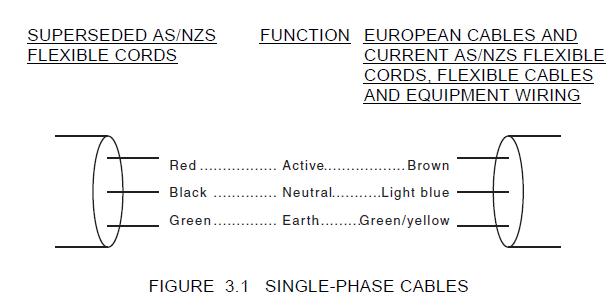 SUPERSEDED AS/NZS FUNCTION EUROPEAN CABLES AND
FLEXIBLE CORDS CURRENT AS/NZS FLEXIBLE
CORDS, FLEXIBLE CABLES
AND EQUIPMENT WIRING
Red ................. Active.................. Brown
Black .............. Neutral...........Light blue
Green.............. Earth.........Green/yellow
FIGURE 3.1 SINGLE-PHASE CABLES